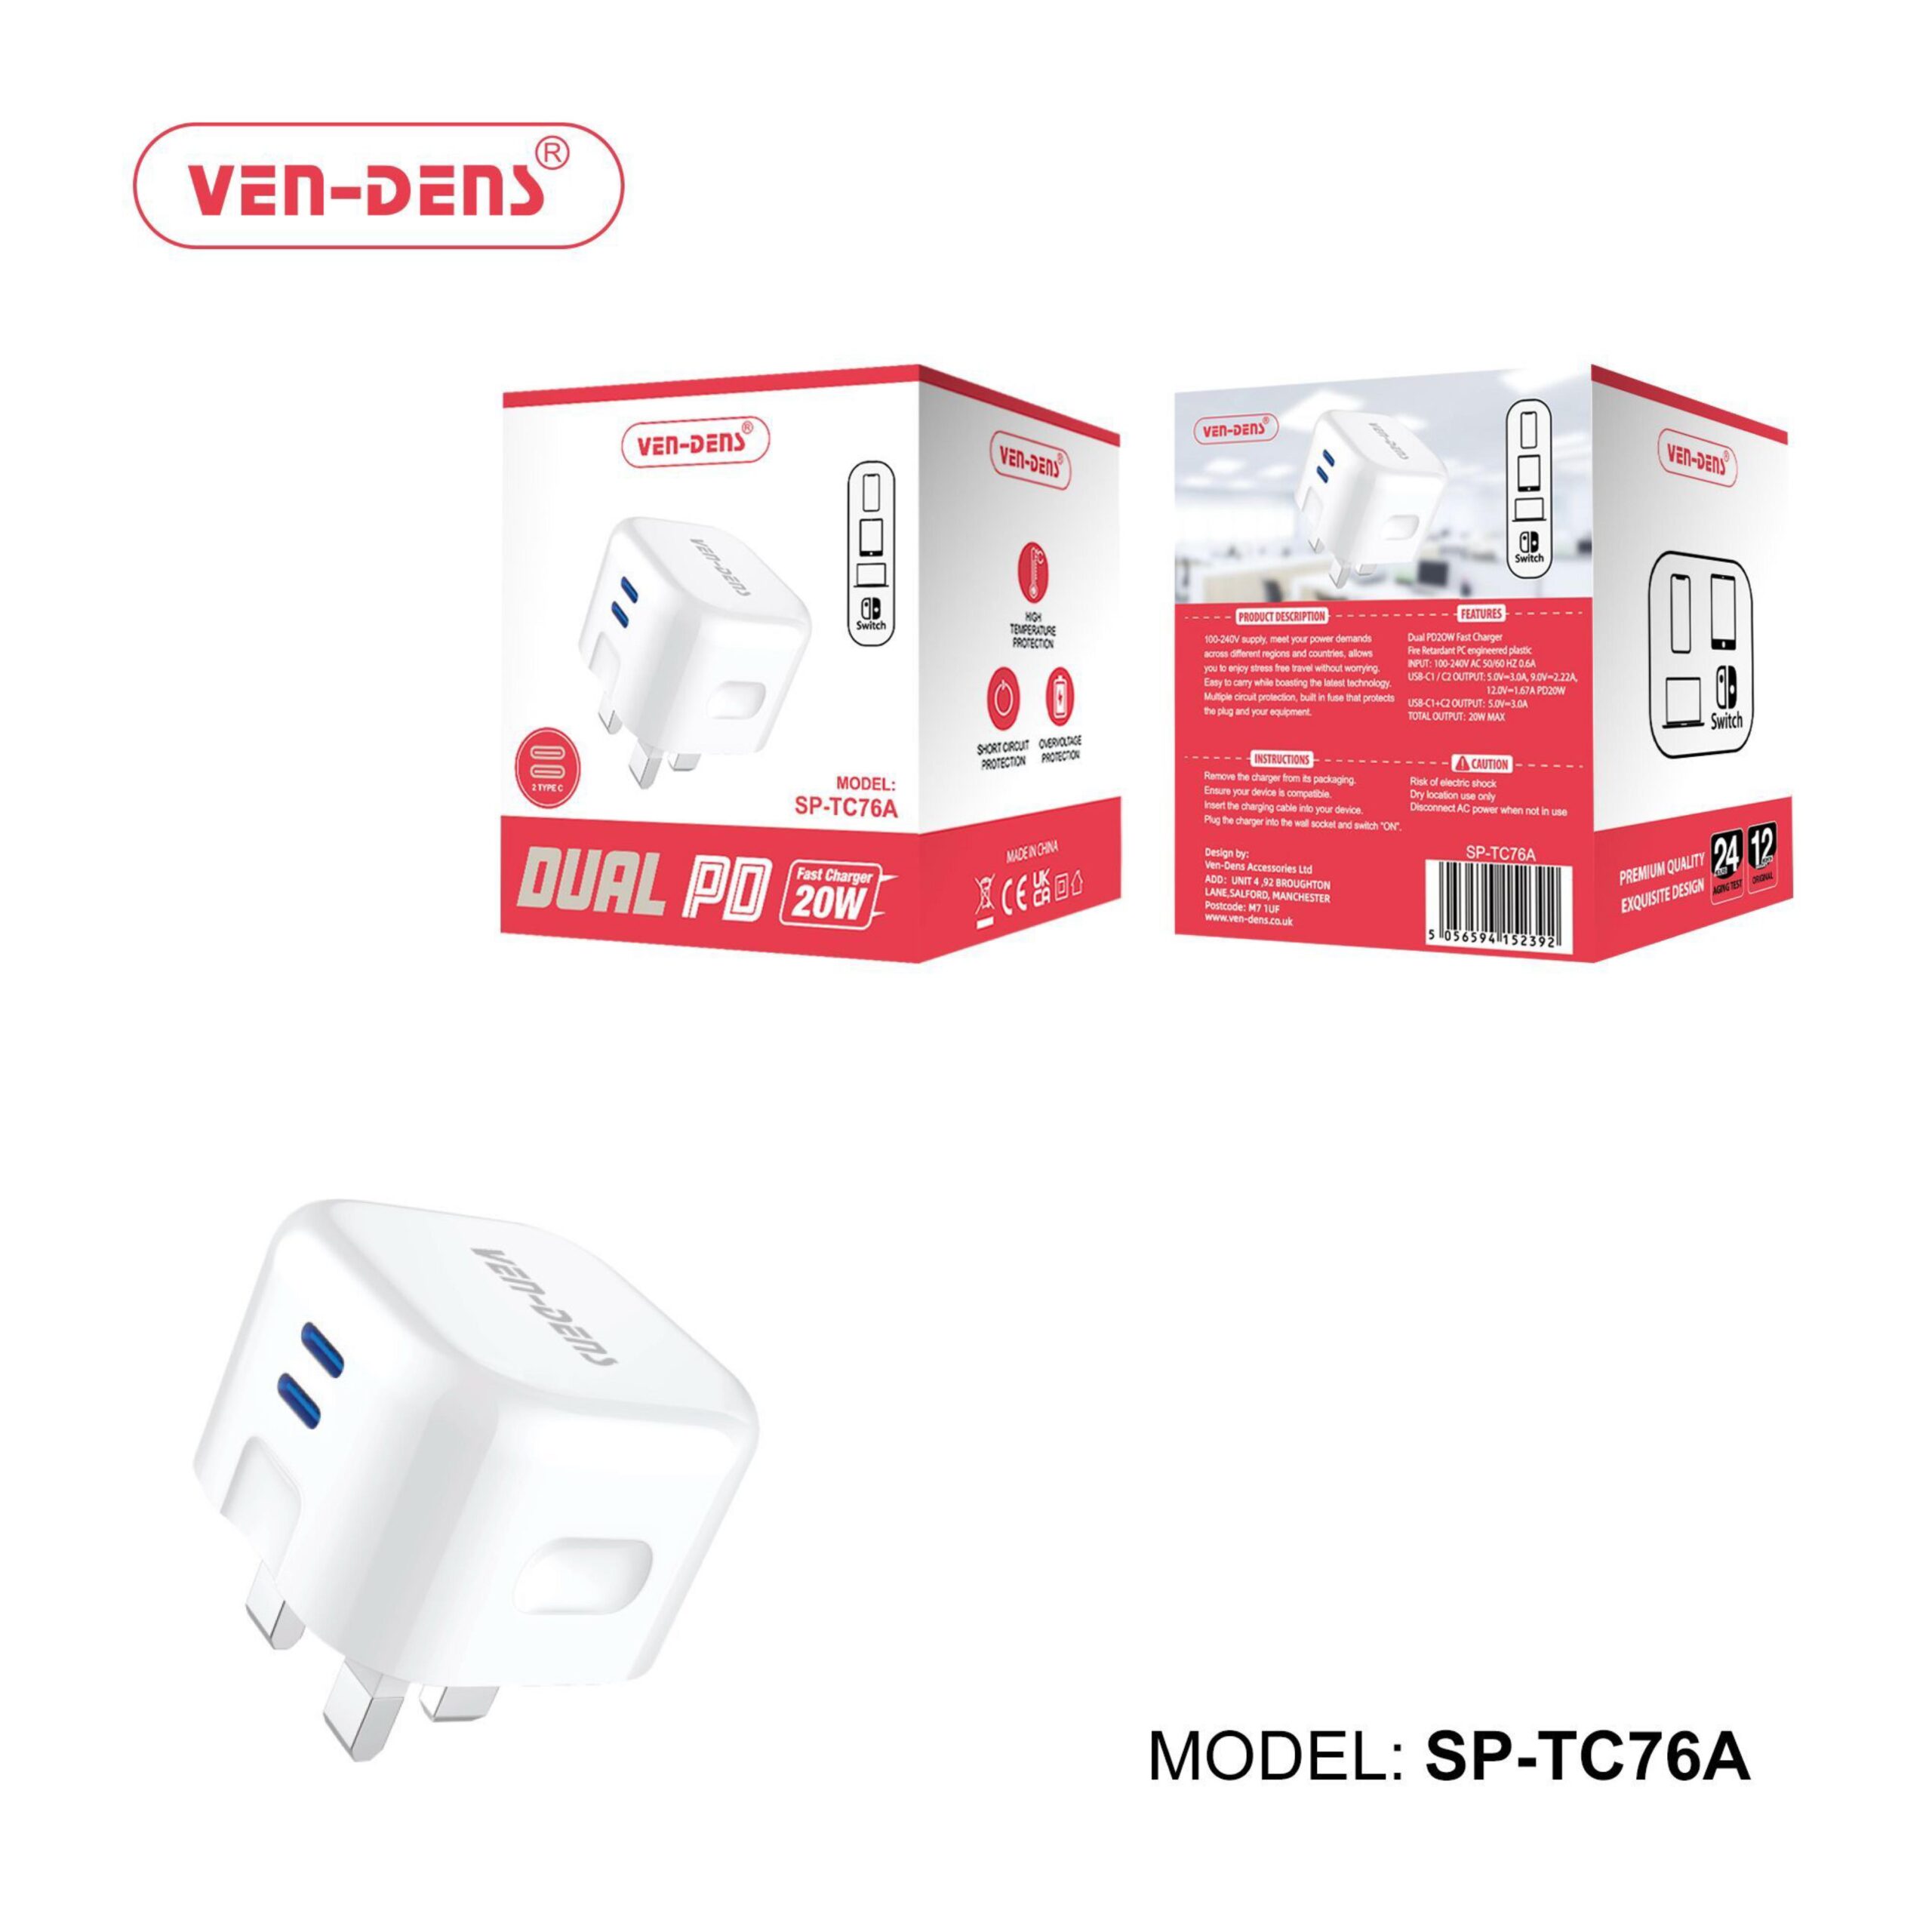 VEN-DENS®
VEN-DENS®
VEN-DENS
Switch
2 TYPE C
MODEL:
SP-TC76A
DUAL PD
Fast Charger
20W
VEN-DENS®
HIGH
TEMPERATURE
PROTECTION
SHORT CIRCUIT
PROTECTION
OVERVOLTAGE
PROTECTION
MADE IN CHINA
CE UK CA
VEN-DENS®
VEN-DENS
Switch
PRODUCT DESCRIPTION
100-240V supply, meet your power demands
across different regions and countries, allows
you to enjoy stress free travel without worrying.
Easy to carry while boasting the latest technology.
Multiple circuit protection, built in fuse that protects
the plug and your equipment.
FEATURES
Dual PD20W Fast Charger
Fire Retardant PC engineered plastic
INPUT: 100-240V AC 50/60 HZ 0.6A
USB-C1 / C2 OUTPUT: 5.0V=3.0A, 9.0V=2.22A,
12.0V=1.67A PD20W
USB-C1+C2 OUTPUT: 5.0V=3.0A
TOTAL OUTPUT: 20W MAX
INSTRUCTIONS
Remove the charger from its packaging.
Ensure your device is compatible.
Insert the charging cable into your device.
Plug the charger into the wall socket and switch "ON".
CAUTION
Risk of electric shock
Dry location use only
Disconnect AC power when not in use
Design by:
Ven-Dens Accessories Ltd
ADD: UNIT 4 ,92 BROUGHTON
LANE,SALFORD, MANCHESTER
Postcode: M7 1UF
www.ven-dens.co.uk
SP-TC76A
5 056594 152392
VEN-DENS®
Switch
PREMIUM QUALITY
EXQUISITE DESIGN
24
AGING TEST
12
ORIGINAL
VEN-DENS
MODEL: SP-TC76A